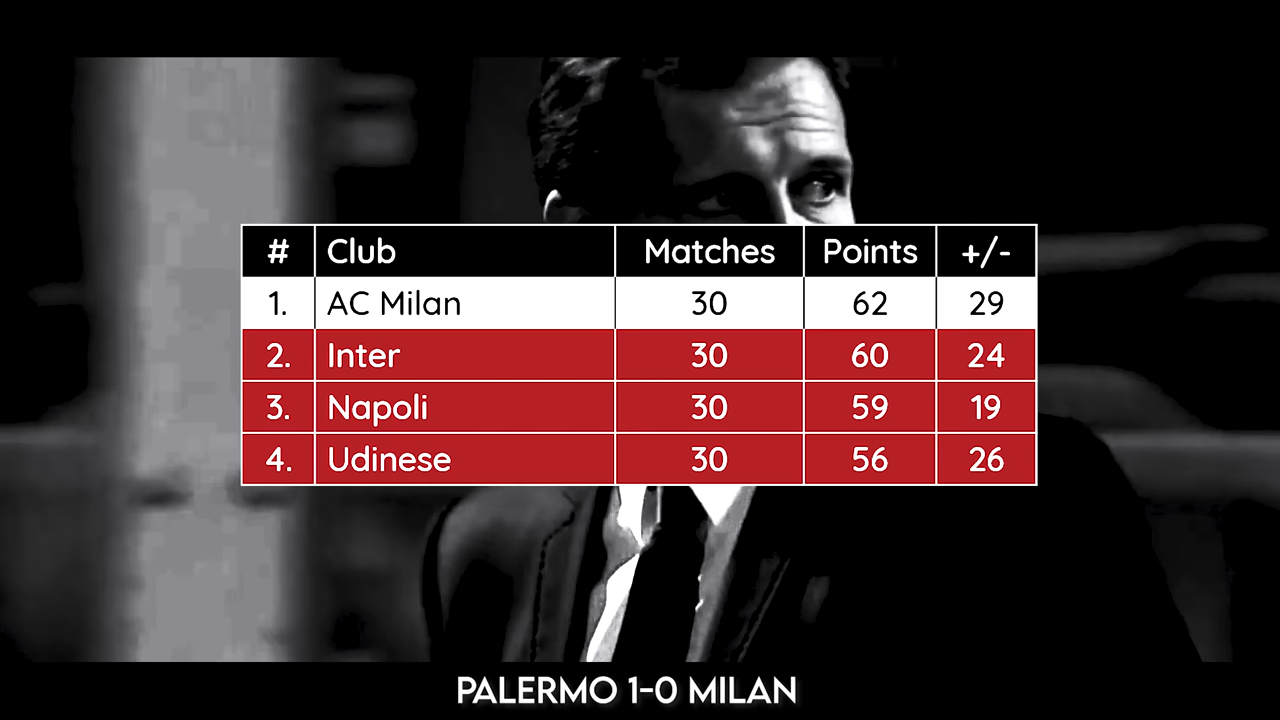 # Club Matches Points +/-
1. AC Milan 30 62 29
2. Inter 30 60 24
3. Napoli 30 59 19
4. Udinese 30 56 26
PALERMO 1-0 MILAN